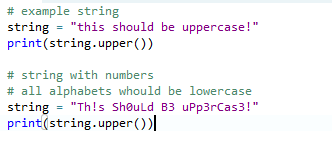 # example string
string = "this should be uppercase!"
print(string.upper())
# string with numbers
# all alphabets whould be lowercase
string = "Th!s Sh0uLd B3 uPp3rCas3!"
print(string.upper())